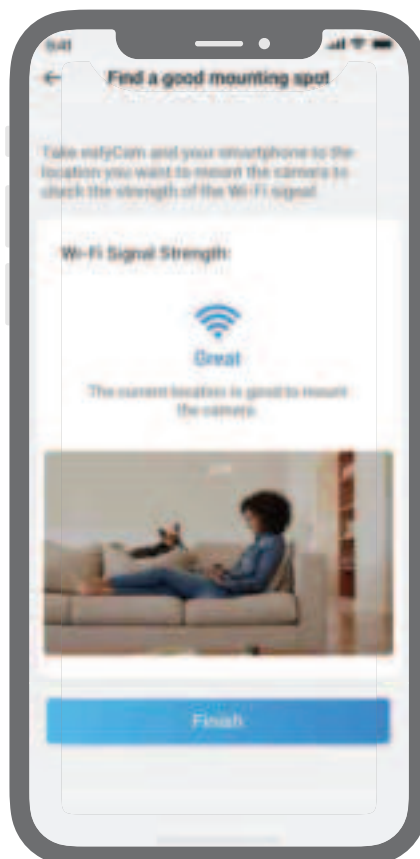 9:41
Find a good mounting spot
Take eufyCam and your smartphone to the
location you want to mount the camera to
check the strength of the Wi-Fi signal
Wi-Fi Signal Strength:
Great
The current location is good to mount
the camera.
Finish